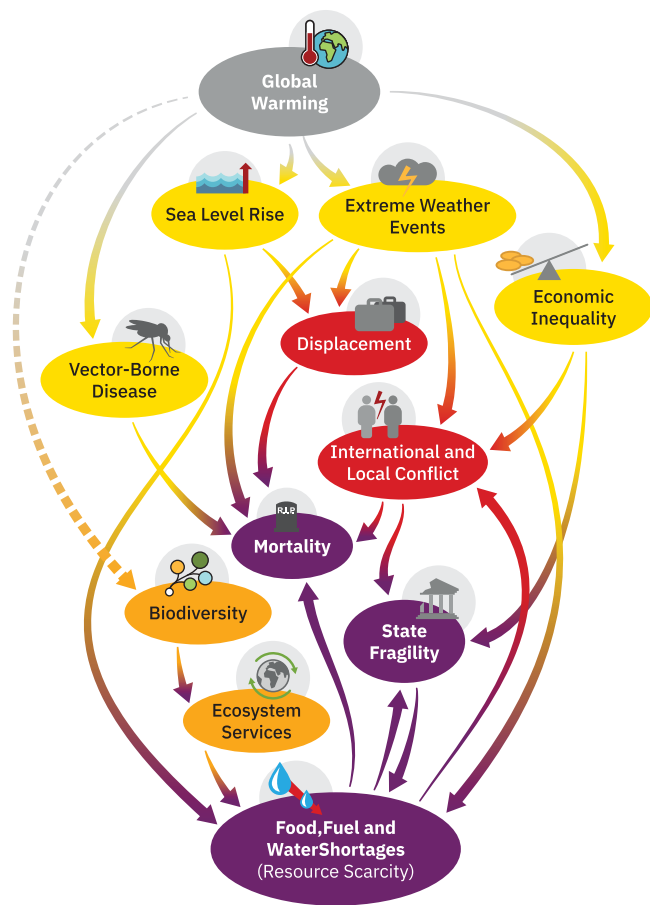 Global
Warming
Sea Level Rise
Extreme Weather
Events
Economic
Inequality
Displacement
Vector-Borne
Disease
International and
Local Conflict
R.I.P
Mortality
Biodiversity
State
Fragility
Ecosystem
Services
Food,Fuel and
WaterShortages
(Resource Scarcity)